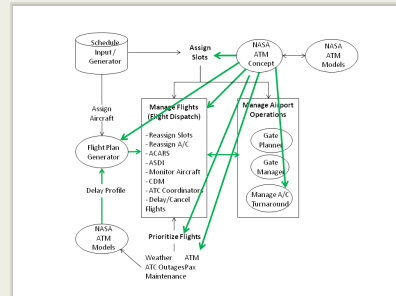 Schedule
Input /
Generator
Assign
Slots
NASA
ATM
Concept
NASA
ATM
Models
Assign
Aircraft
Manage Flights
(Flight Dispatch)
- Reassign Slots
- Reassign A/C
- ACARS
- ASDI
- Monitor Aircraft
- CDM
- ATC Coordinators
- Delay/Cancel
Flights
Manage Airport
Operations
Gate
Planner
Gate
Manager
Manage A/C
Turnaround
Flight Plan
Generator
Delay Profile
NASA
ATM
Models
Prioritize Flights
Weather ATM
ATC Outages Pax
Maintenance